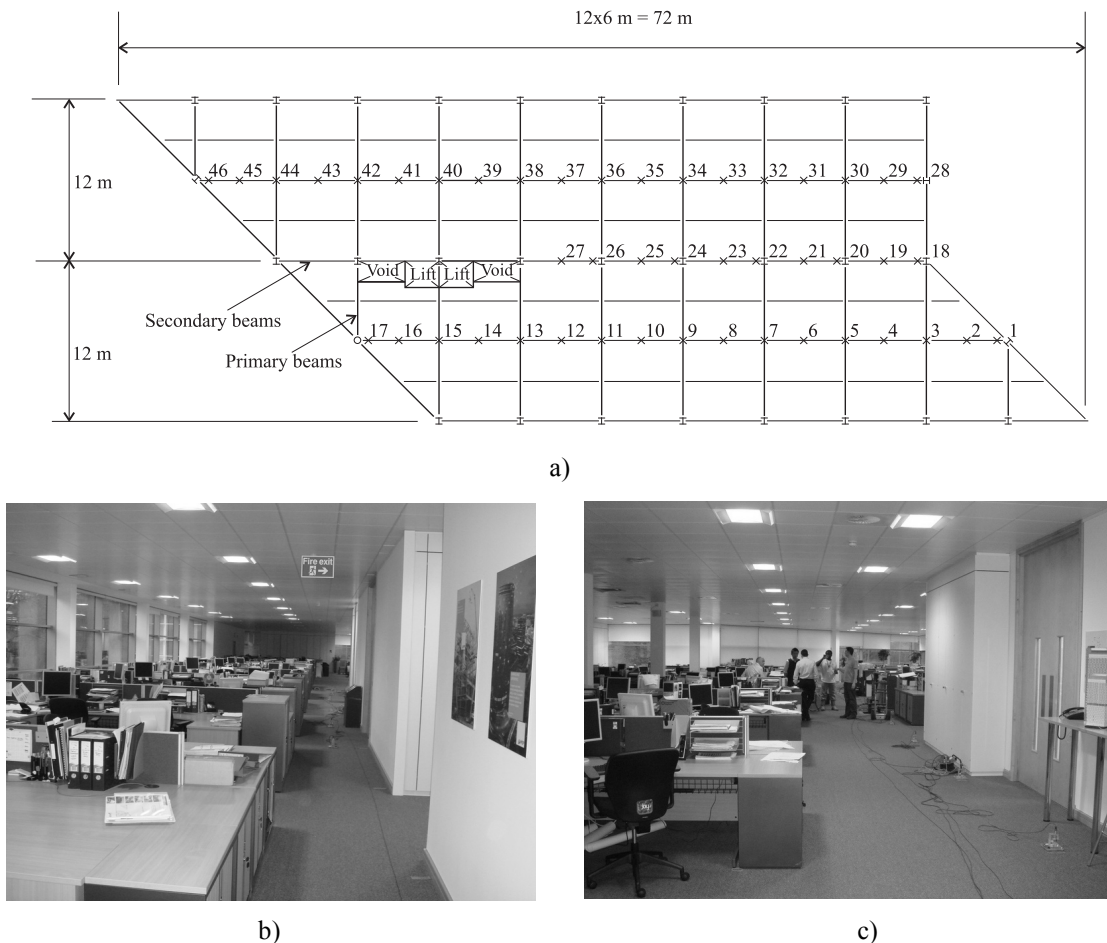 12x6 m = 72 m
12 m
46 45 44 43 42 41 40 39 38 37 36 35 34 33 32 31 30 29 28
27 26 25 24 23 22 21 20 19 18
Void Lift Lift Void
Secondary beams
12 m
17 16 15 14 13 12 11 10 9 8 7 6 5 4 3 2 1
Primary beams
a)
Fire exit
b)
c)